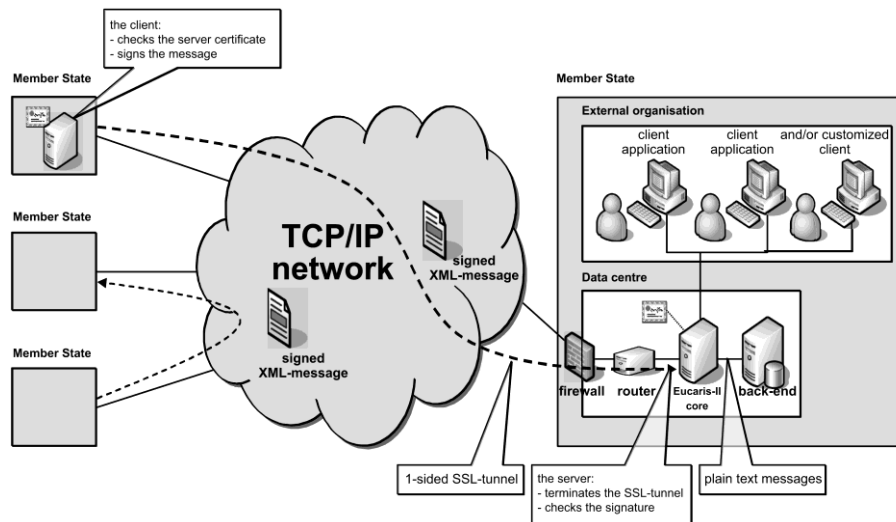 the client:
- checks the server certificate
- signs the message
Member State
Member State
External organisation
client
application
client
application
and/or customized
client
Member State
TCP/IP
network
signed
XML-message
signed
XML-message
Data centre
Member State
firewall
router
Eucaris-II
core
back-end
1-sided SSL-tunnel
the server:
- terminates the SSL-tunnel
- checks the signature
plain text messages